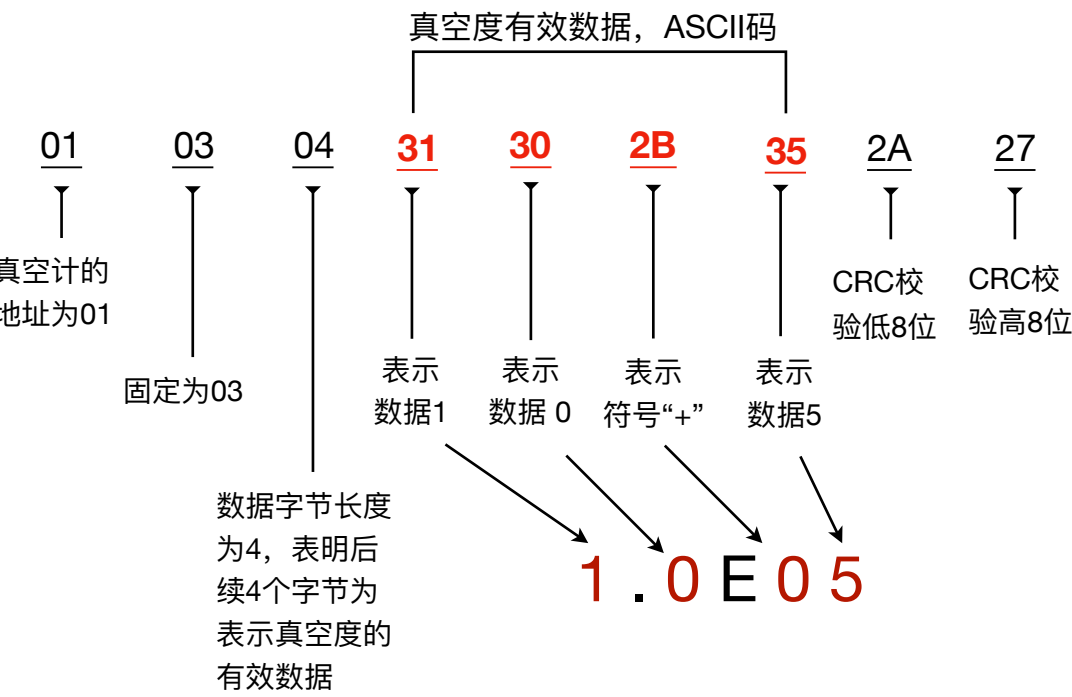 真空度有效数据，ASCII码
01 03 04 31 30 2B 35 2A 27
真空计的
地址为01
固定为03
数据字节长度
为4，表明后
续4个字节为
表示真空度的
有效数据
表示
数据1
表示
数据 0
表示
符号“+”
表示
数据5
CRC校
验低8位
CRC校
验高8位
1.0E05